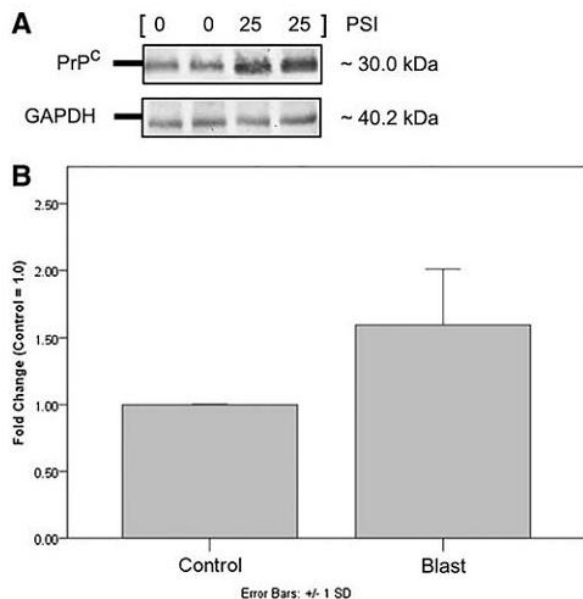 A
[ 0 0 25 25 ] PSI
PrP^C ~ 30.0 kDa
GAPDH ~ 40.2 kDa
B
Fold Change (Control = 1.0)
2.50
2.00
1.50
1.00
0.50
0.00
Control Blast
Error Bars: +/- 1 SD